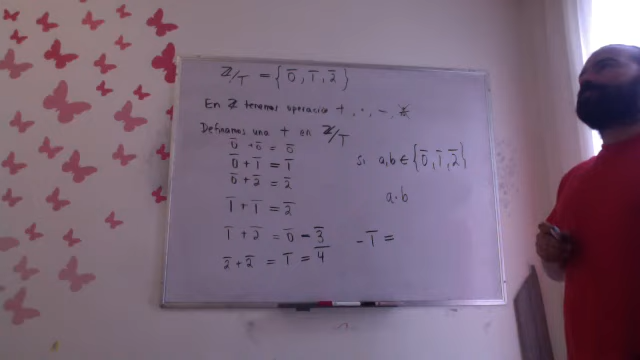 ℤ/T = { 0̄, 1̄, 2̄ }
En ℤ tenemos operación +, ·, -,
Definamos una + en ℤ/T
0̄ + 0̄ = 0̄
0̄ + 1̄ = 1̄
0̄ + 2̄ = 2̄
1̄ + 1̄ = 2̄
1̄ + 2̄ = 0̄ = 3̄
2̄ + 2̄ = 1̄ = 4̄
si a,b ∈ { 0̄, 1̄, 2̄ }
a·b
- 1̄ =